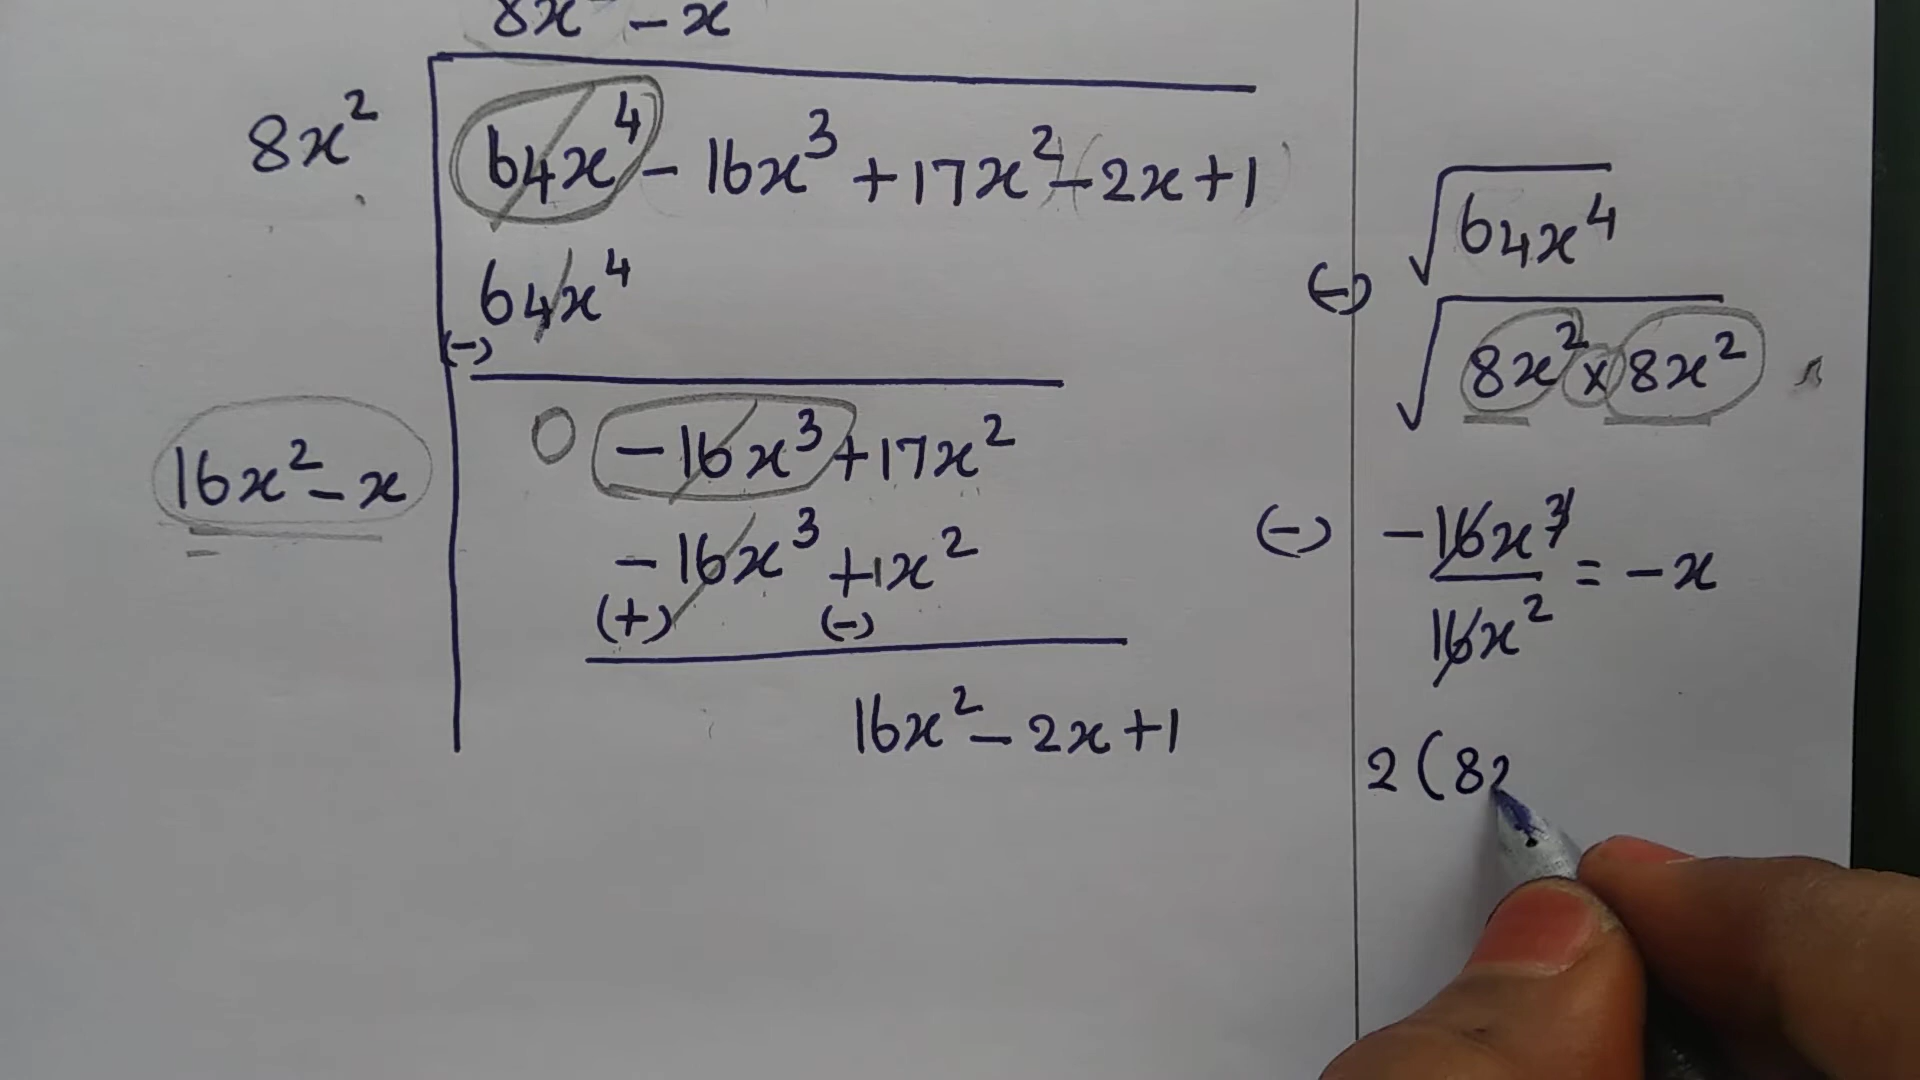 8x² - x
8x²
64x⁴ - 16x³ + 17x² - 2x + 1
64x⁴
(-)
16x² - x
0 - 16x³ + 17x²
- 16x³ + 1x²
(+) (-)
16x² - 2x + 1
√64x⁴
(-)
√8x² × 8x²
(-) -16x³/16x² = -x
2 (8